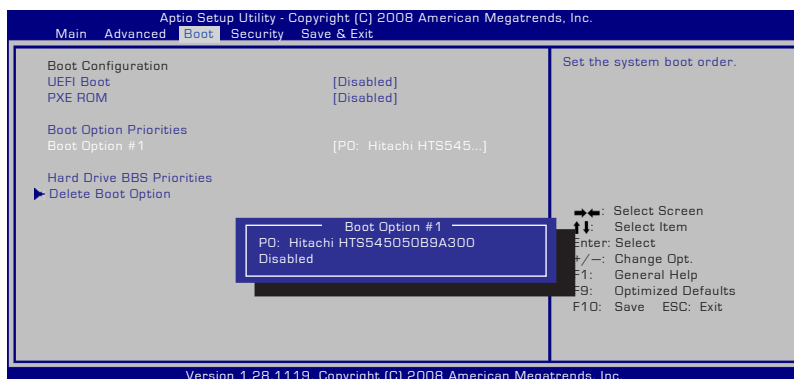 Aptio Setup Utility - Copyright (C) 2008 American Megatrends, Inc.
Main Advanced Boot Security Save & Exit
Boot Configuration
UEFI Boot [Disabled]
PXE ROM [Disabled]
Boot Option Priorities
Boot Option #1 [P0: Hitachi HTS545...]
Hard Drive BBS Priorities
Delete Boot Option
Boot Option #1
P0: Hitachi HTS545050B9A300
Disabled
Set the system boot order.
→←: Select Screen
↑↓: Select Item
Enter: Select
+/—: Change Opt.
F1: General Help
F9: Optimized Defaults
F10: Save ESC: Exit
Version 1.28.1119. Copyright (C) 2008 American Megatrends, Inc.